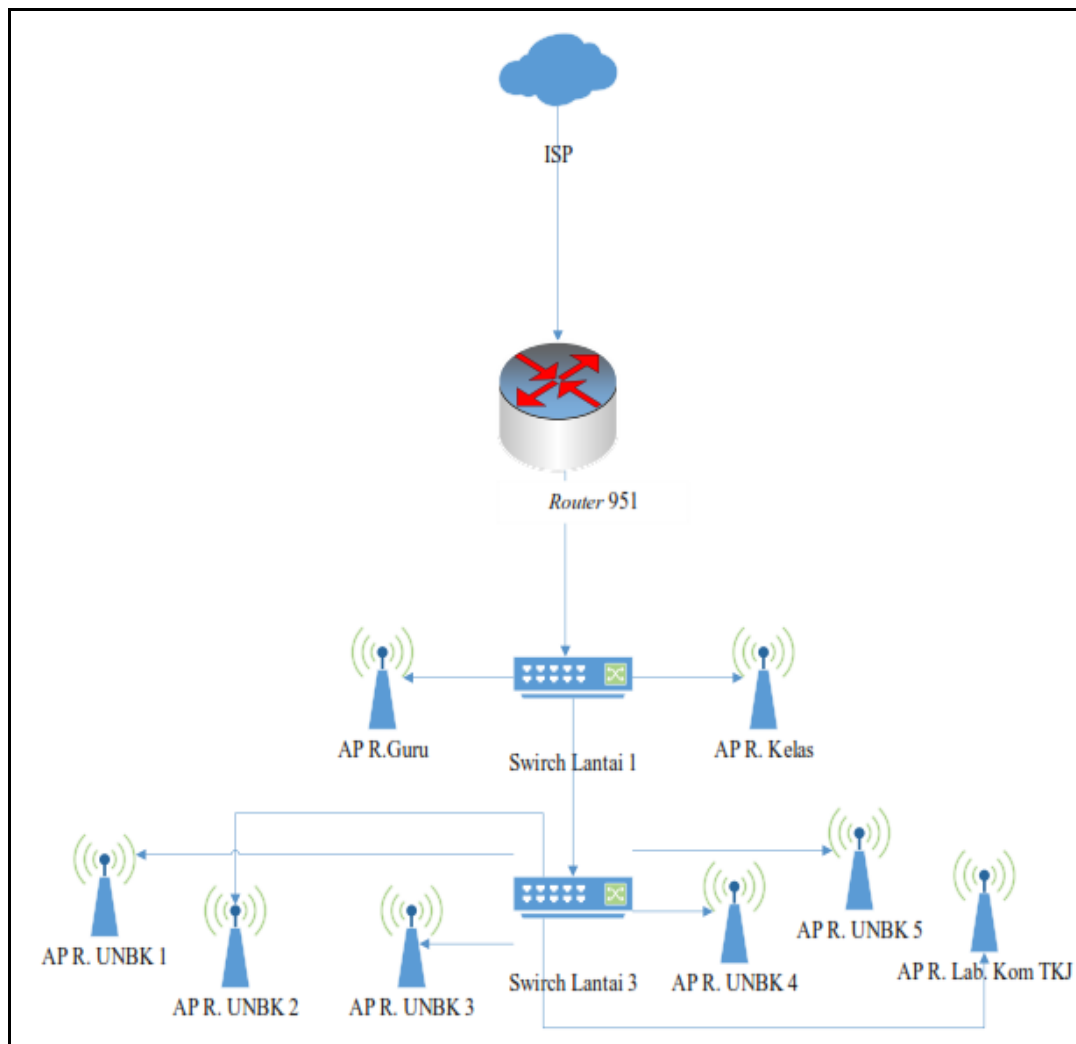 ISP
Router 951
AP R.Guru
AP R. Kelas
Swirch Lantai 1
AP R. UNBK 1
AP R. UNBK 2
AP R. UNBK 3
Swirch Lantai 3
AP R. UNBK 4
AP R. UNBK 5
AP R. Lab. Kom TKJ